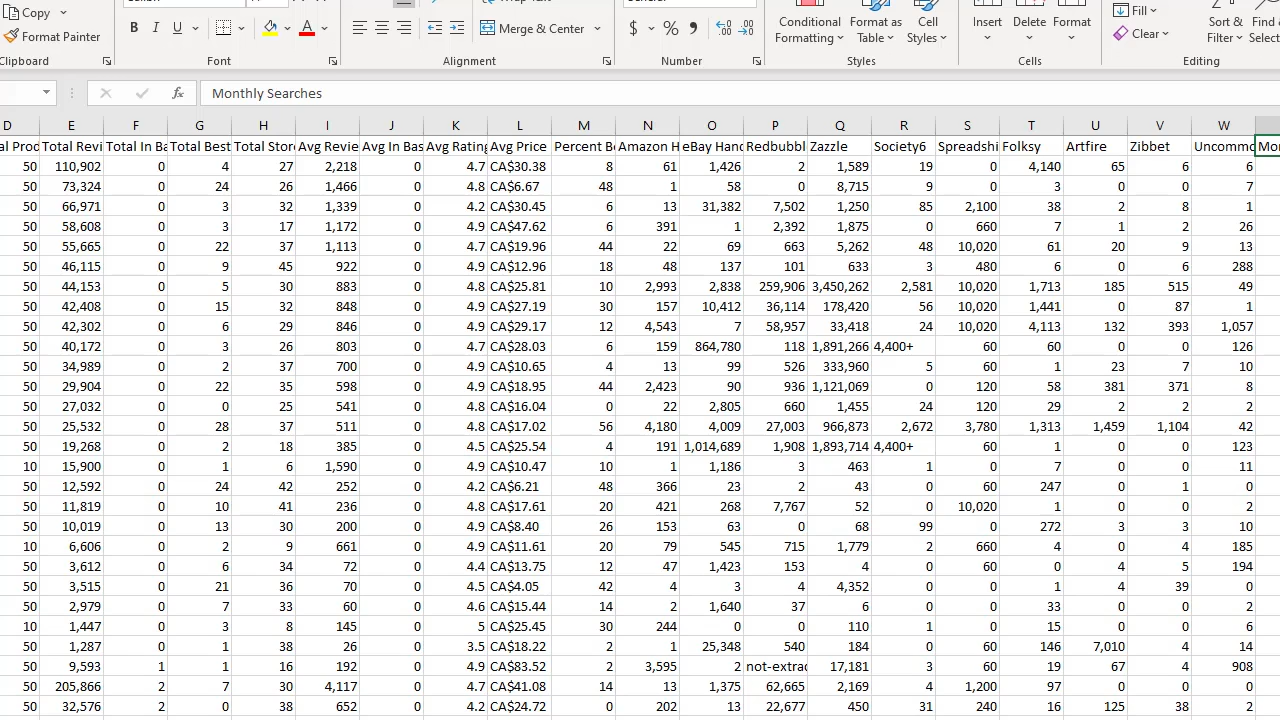 Copy
Format Painter
B I U
A
$ % 9
Merge & Center
Conditional Formatting
Format as Table
Cell Styles
Insert Delete Format
Fill
Clear
Sort & Filter
Find &
Select
Clipboard Font Alignment Number Styles Cells Editing
fx Monthly Searches
D E F G H I J K L M N O P Q R S T U V W
al Prod Total Revi Total In Ba Total Best Total Stor Avg Revie Avg In Bas Avg Rating Avg Price Percent Be Amazon H eBay Hand Redbubbl Zazzle Society6 Spreadshi Folksy Artfire Zibbet Uncommo Mon
50 110,902 0 4 27 2,218 0 4.7 CA$30.38 8 61 1,426 2 1,589 19 0 4,140 65 6 6
50 73,324 0 24 26 1,466 0 4.8 CA$6.67 48 1 58 0 8,715 9 0 3 0 0 7
50 66,971 0 3 32 1,339 0 4.2 CA$30.45 6 13 31,382 7,502 1,250 85 2,100 38 2 8 1
50 58,608 0 3 17 1,172 0 4.9 CA$47.62 6 391 1 2,392 1,875 0 660 7 1 2 26
50 55,665 0 22 37 1,113 0 4.7 CA$19.96 44 22 69 663 5,262 48 10,020 61 20 9 13
50 46,115 0 9 45 922 0 4.9 CA$12.96 18 48 137 101 633 3 480 6 0 6 288
50 44,153 0 5 30 883 0 4.8 CA$25.81 10 2,993 2,838 259,906 3,450,262 2,581 10,020 1,713 185 515 49
50 42,408 0 15 32 848 0 4.9 CA$27.19 30 157 10,412 36,114 178,420 56 10,020 1,441 0 87 1
50 42,302 0 6 29 846 0 4.9 CA$29.17 12 4,543 7 58,957 33,418 24 10,020 4,113 132 393 1,057
50 40,172 0 3 26 803 0 4.7 CA$28.03 6 159 864,780 118 1,891,266 4,400+ 60 60 0 0 126
50 34,989 0 2 37 700 0 4.9 CA$10.65 4 13 99 526 333,960 5 60 1 23 7 10
50 29,904 0 22 35 598 0 4.9 CA$18.95 44 2,423 90 936 1,121,069 0 120 58 381 371 8
50 27,032 0 0 25 541 0 4.8 CA$16.04 0 22 2,805 660 1,455 24 120 29 2 2 2
50 25,532 0 28 37 511 0 4.8 CA$17.02 56 4,180 4,009 27,003 966,873 2,672 3,780 1,313 1,459 1,104 42
50 19,268 0 2 18 385 0 4.5 CA$25.54 4 191 1,014,689 1,908 1,893,714 4,400+ 60 1 0 0 123
10 15,900 0 1 6 1,590 0 4.9 CA$10.47 10 1 1,186 3 463 1 0 7 0 0 11
50 12,592 0 24 42 252 0 4.2 CA$6.21 48 366 23 2 43 0 60 247 0 1 0
50 11,819 0 10 41 236 0 4.8 CA$17.61 20 421 268 7,767 52 0 10,020 1 0 0 2
50 10,019 0 13 30 200 0 4.9 CA$8.40 26 153 63 0 68 99 0 272 3 3 10
10 6,606 0 2 9 661 0 4.9 CA$11.61 20 79 545 715 1,779 2 660 4 0 4 185
50 3,612 0 6 34 72 0 4.4 CA$13.75 12 47 1,423 153 4 0 60 0 4 5 194
50 3,515 0 21 36 70 0 4.5 CA$4.05 42 4 3 4 4,352 0 0 1 4 39 0
50 2,979 0 7 33 60 0 4.6 CA$15.44 14 2 1,640 37 6 0 0 33 0 0 2
10 1,447 0 3 8 145 0 5 CA$25.45 30 244 0 0 110 1 0 15 0 0 6
50 1,287 0 1 38 26 0 3.5 CA$18.22 2 1 25,348 540 184 0 60 146 7,010 4 14
50 9,593 1 1 16 192 0 4.9 CA$83.52 2 3,595 2 not-extrac 17,181 3 60 19 67 4 908
50 205,866 2 7 30 4,117 0 4.7 CA$41.08 14 13 1,375 62,665 2,169 4 1,200 97 0 0 0
50 32,576 2 0 38 652 0 4.2 CA$24.72 0 202 13 22,677 450 31 240 16 125 38 2